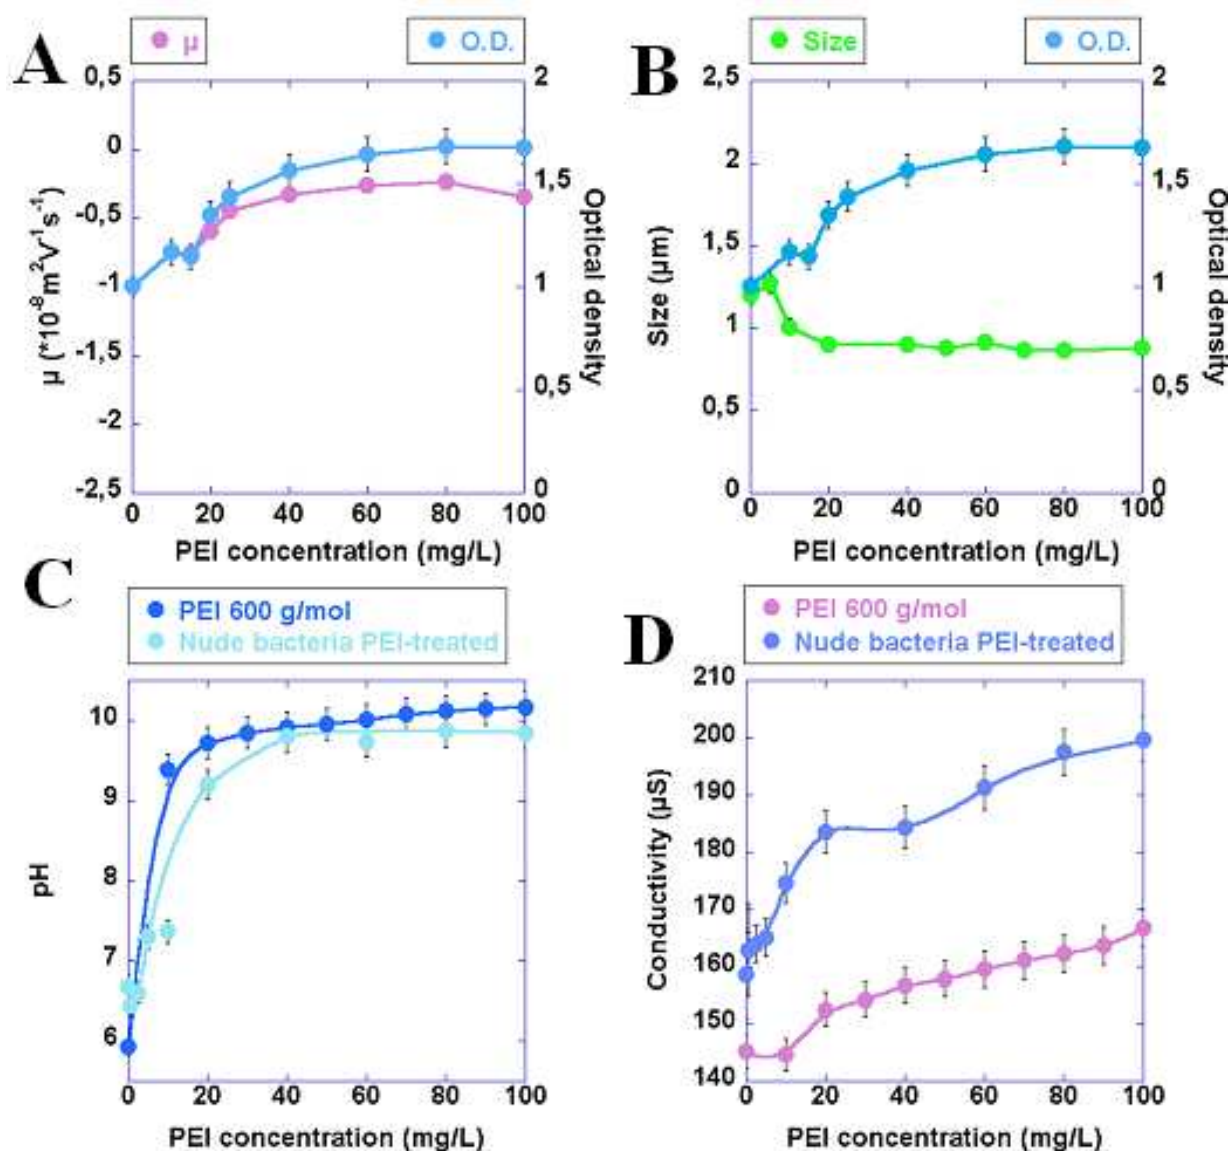 A
µ
O.D.
0,5
0
-0,5
-1
-1,5
-2
-2,5
2
1,5
1
0,5
0
µ (*10⁻⁸m²V⁻¹s⁻¹)
Optical density
0 20 40 60 80 100
PEI concentration (mg/L)
B
Size
O.D.
2,5
2
1,5
1
0,5
0
2
1,5
1
0,5
0
Size (µm)
Optical density
0 20 40 60 80 100
PEI concentration (mg/L)
C
PEI 600 g/mol
Nude bacteria PEI-treated
10
9
8
7
6
pH
0 20 40 60 80 100
PEI concentration (mg/L)
D
PEI 600 g/mol
Nude bacteria PEI-treated
210
200
190
180
170
160
150
140
Conductivity (µS)
0 20 40 60 80 100
PEI concentration (mg/L)